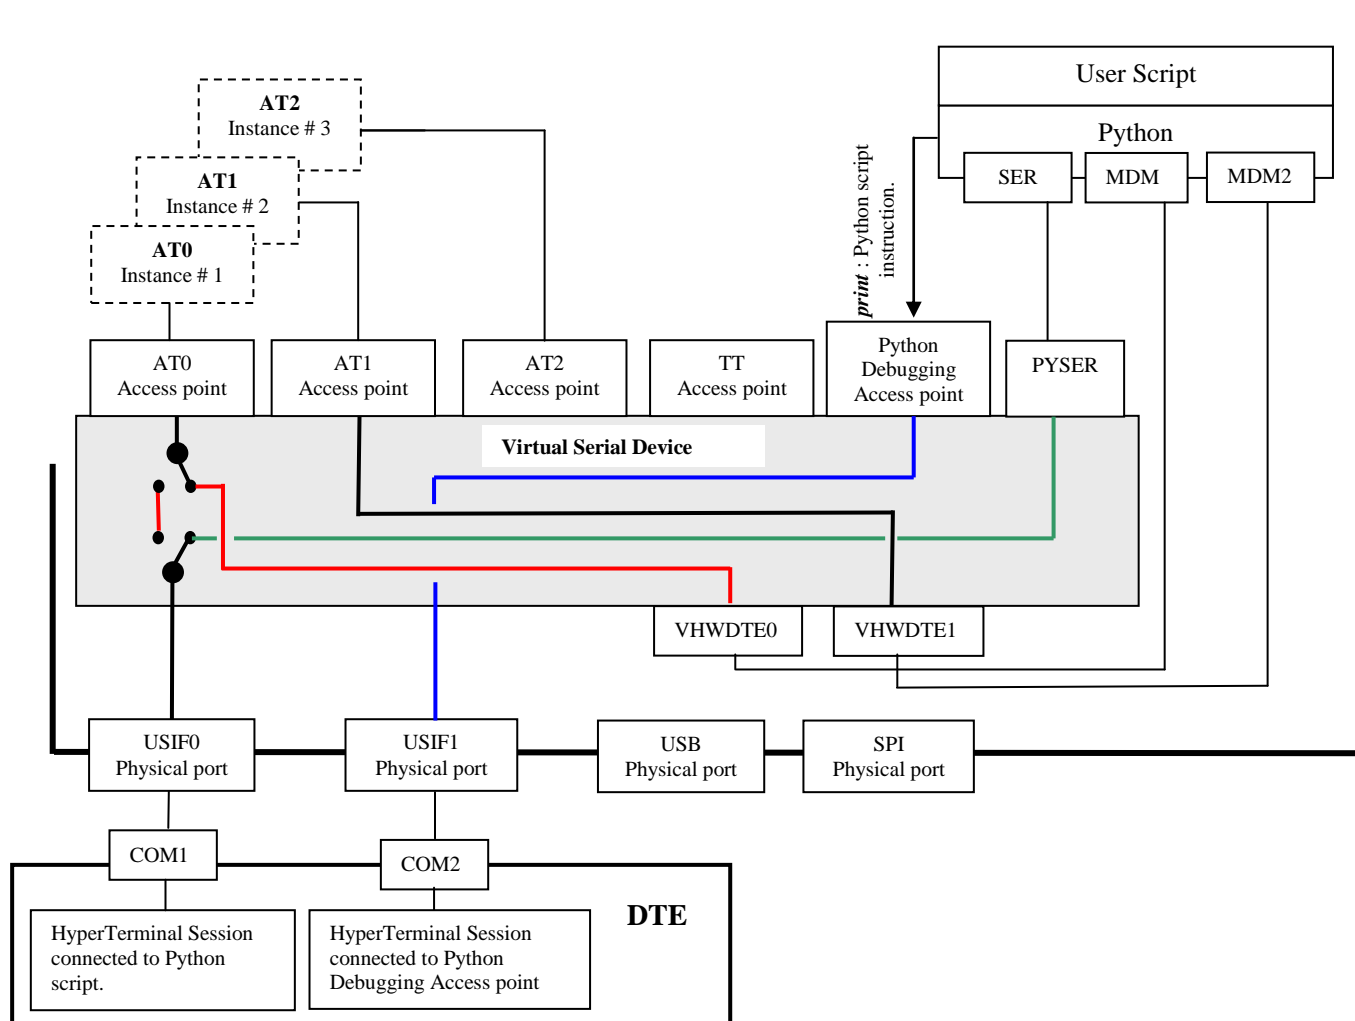 User Script
Python
SER
MDM
MDM2
AT2
Instance # 3
AT1
Instance # 2
AT0
Instance # 1
print : Python script
instruction.
AT0
Access point
AT1
Access point
AT2
Access point
TT
Access point
Python
Debugging
Access point
PYSER
Virtual Serial Device
VHWDTE0
VHWDTE1
USIF0
Physical port
USIF1
Physical port
USB
Physical port
SPI
Physical port
COM1
COM2
DTE
HyperTerminal Session
connected to Python
script.
HyperTerminal Session
connected to Python
Debugging Access point